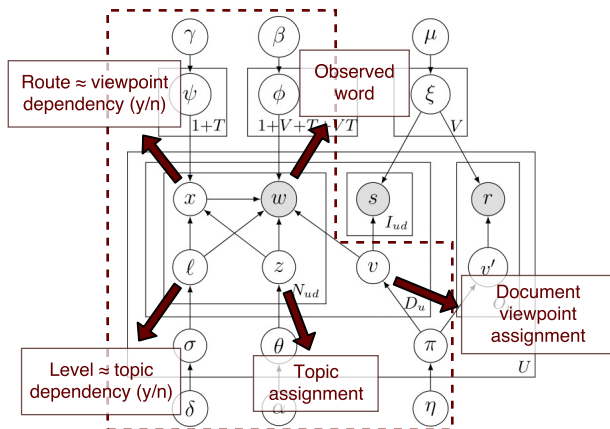 γ
β
μ
Route ≈ viewpoint
dependency (y/n)
ψ
1+T
ϕ
1+V+T+VT
Observed
word
ξ
V
x
w
s
I_ud
r
ℓ
z
N_ud
v
D_u
v′
Document
viewpoint
assignment
Level ≈ topic
dependency (y/n)
σ
θ
Topic
assignment
π
U
δ
α
η